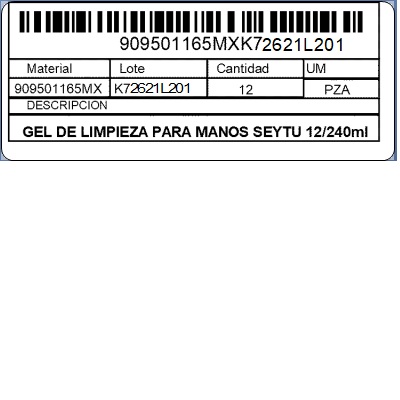 909501165MXK72621L201
Material Lote Cantidad UM
909501165MX K72621L201 12 PZA
DESCRIPCION
GEL DE LIMPIEZA PARA MANOS SEYTU 12/240ml